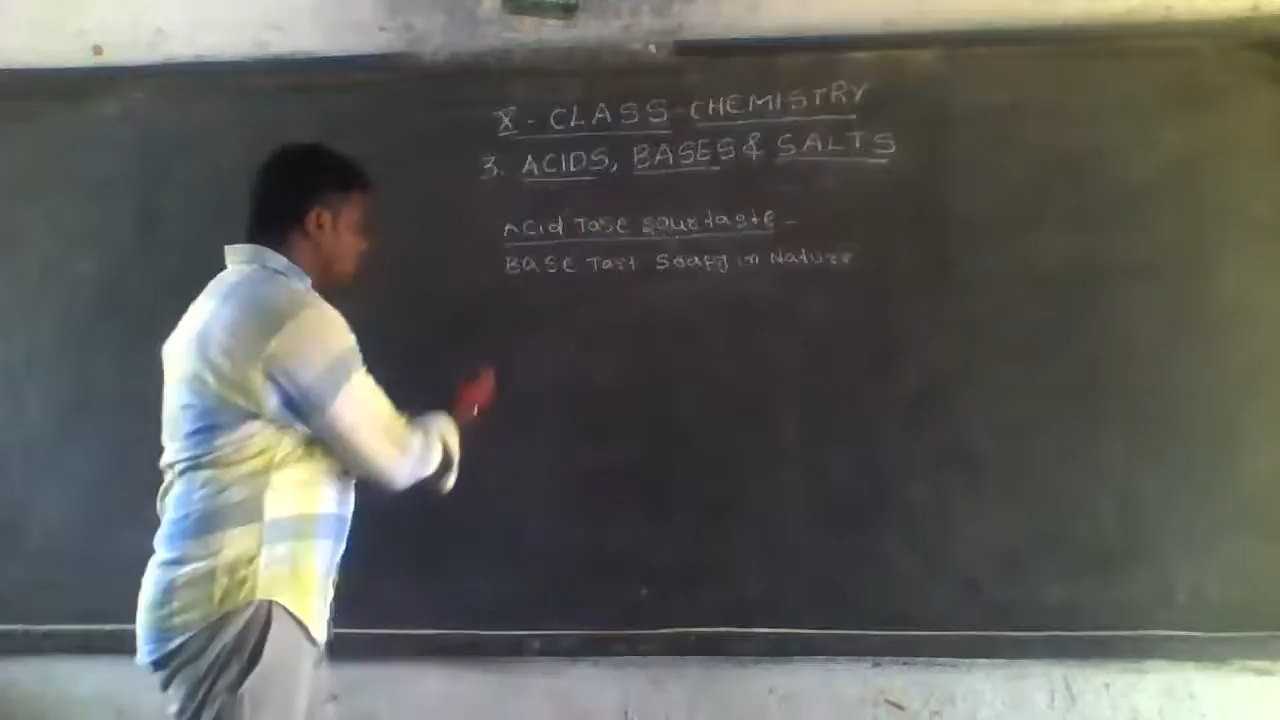 X - CLASS - CHEMISTRY
3. ACIDS, BASES & SALTS
Acid Tase sour taste -
Base Tast Soapy in Nature